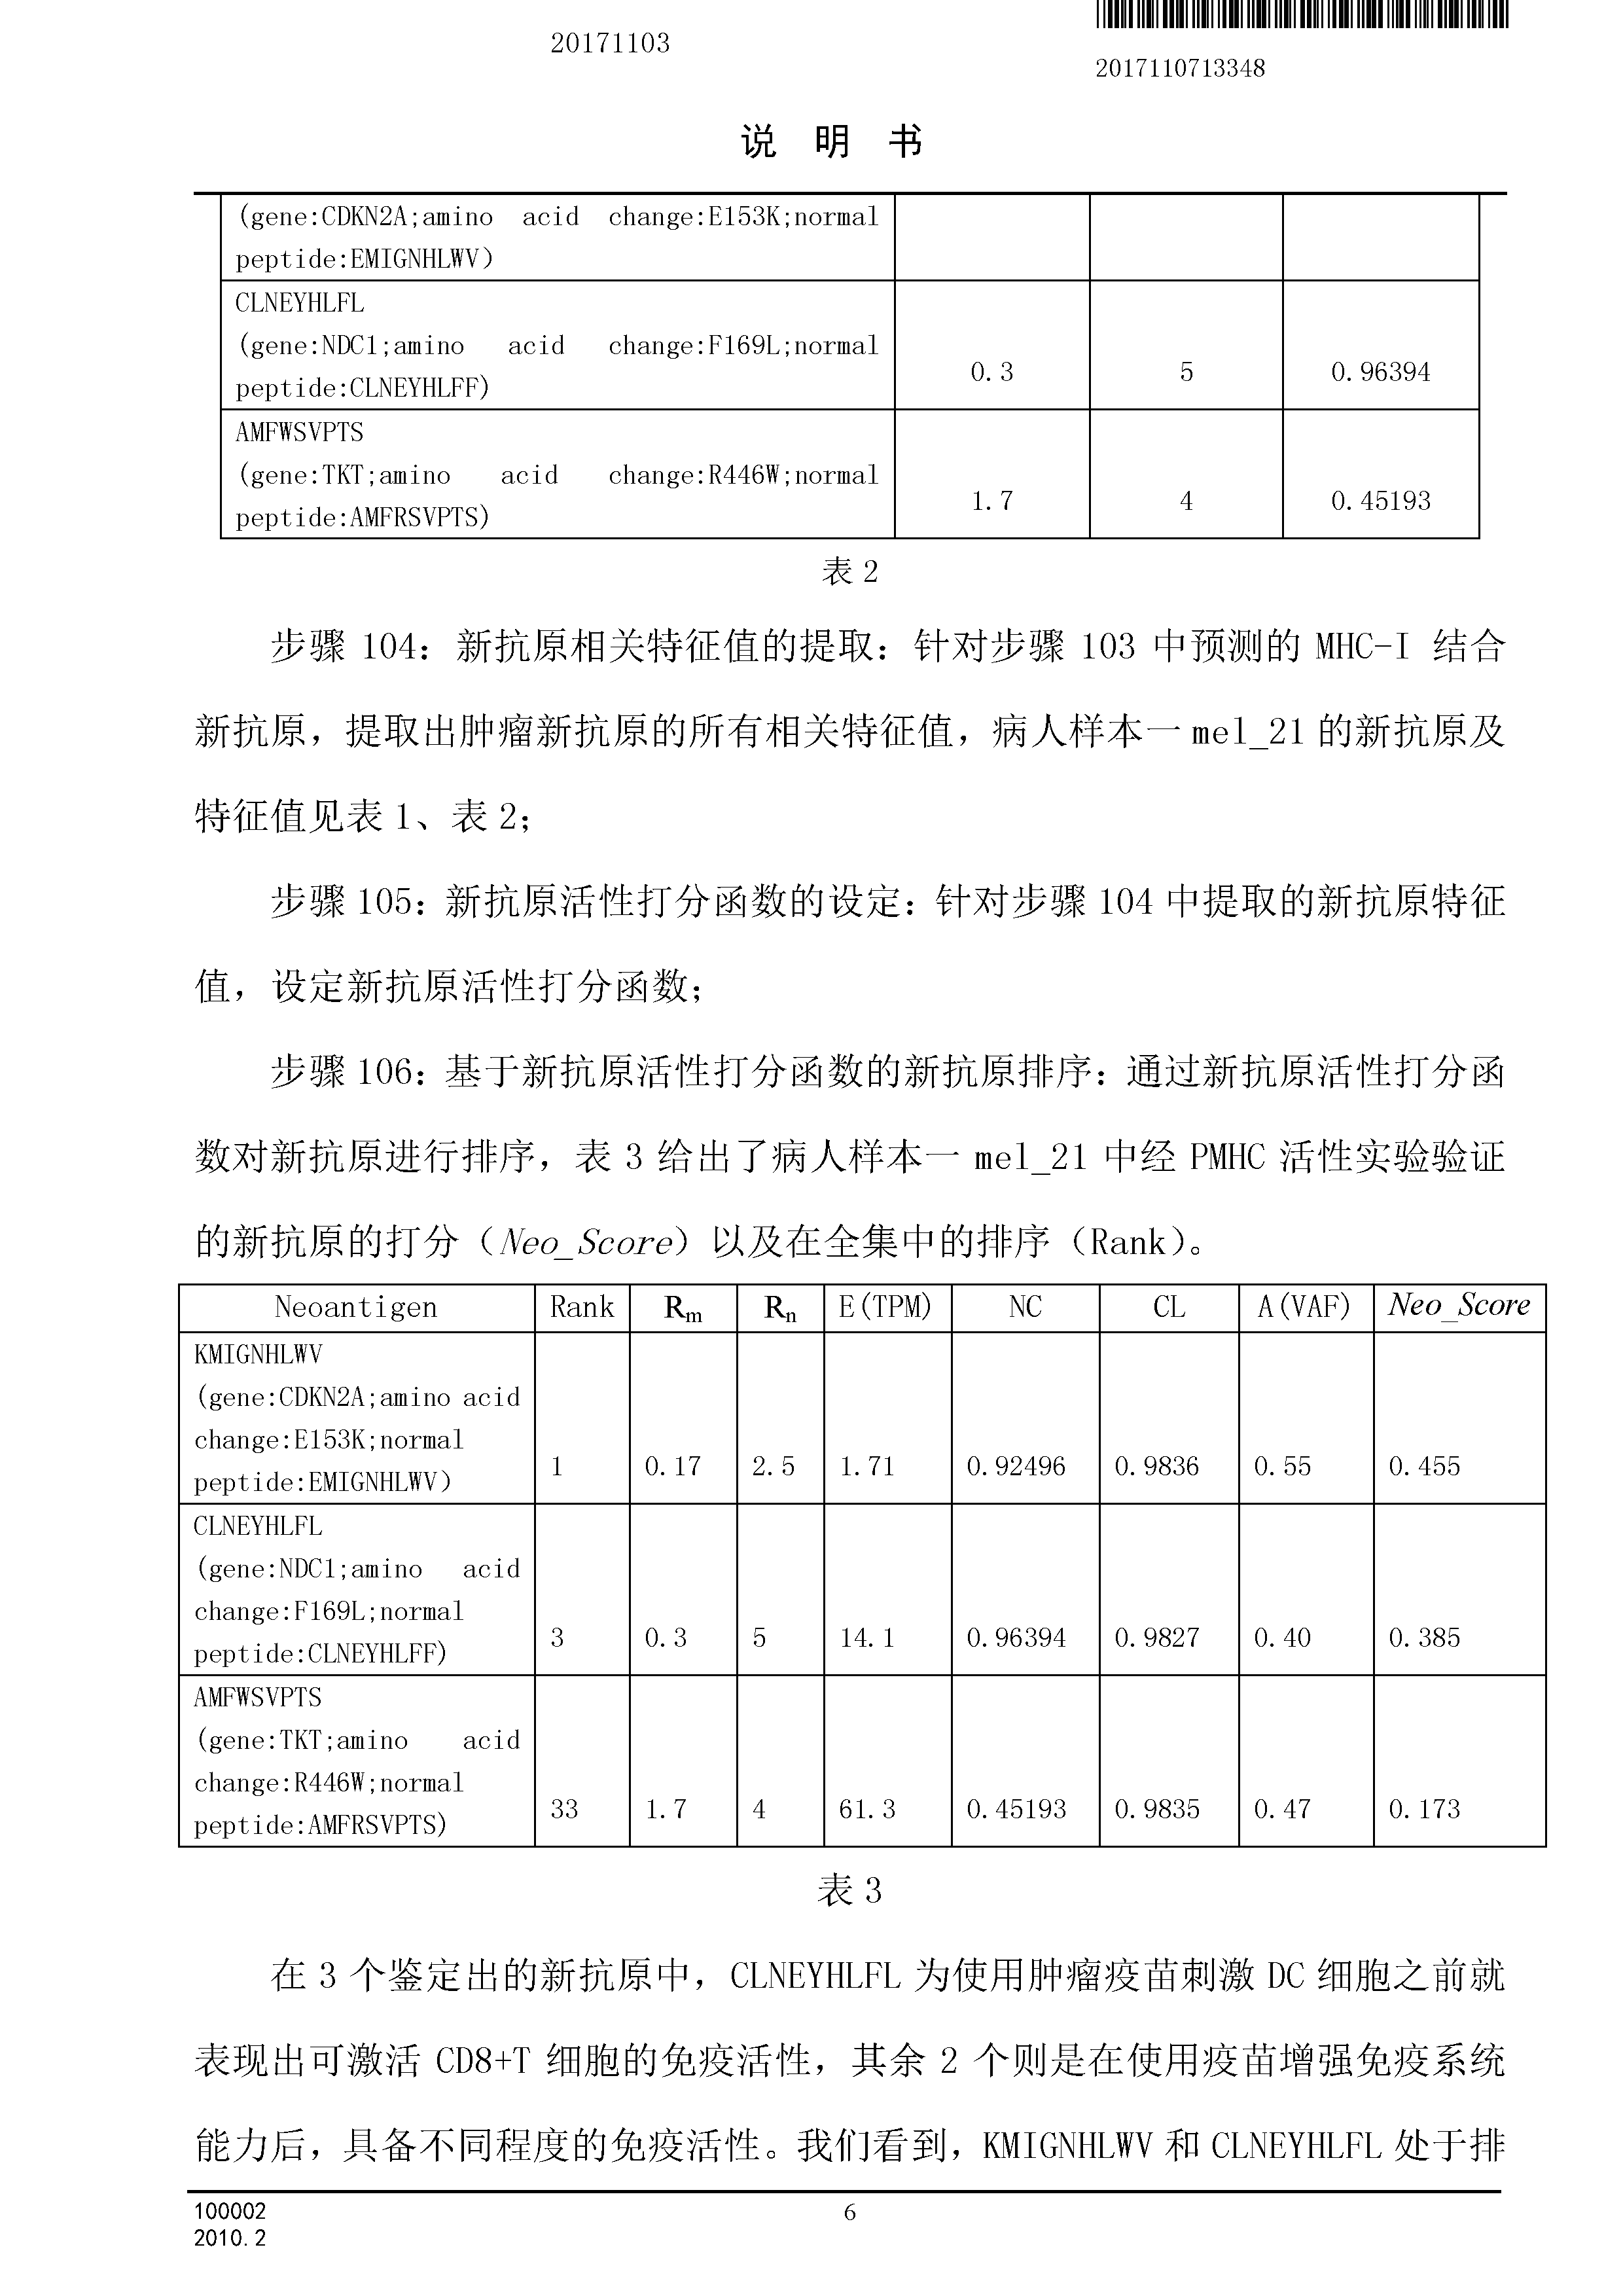 20171103
2017110713348
说 明 书
(gene:CDKN2A;amino acid change:E153K;normal
peptide:EMIGNHLWV)
CLNEYHLFL
(gene:NDC1;amino acid change:F169L;normal
peptide:CLNEYHLFF) 0.3 5 0.96394
AMFWSVPTS
(gene:TKT;amino acid change:R446W;normal
peptide:AMFRSVPTS) 1.7 4 0.45193
表 2
步骤 104：新抗原相关特征值的提取：针对步骤 103 中预测的 MHC-I 结合
新抗原，提取出肿瘤新抗原的所有相关特征值，病人样本一 mel_21 的新抗原及
特征值见表 1、表 2；
步骤 105：新抗原活性打分函数的设定：针对步骤 104 中提取的新抗原特征
值，设定新抗原活性打分函数；
步骤 106：基于新抗原活性打分函数的新抗原排序：通过新抗原活性打分函
数对新抗原进行排序，表 3 给出了病人样本一 mel_21 中经 PMHC 活性实验验证
的新抗原的打分（Neo_Score）以及在全集中的排序（Rank）。
Neoantigen Rank Rm Rn E(TPM) NC CL A(VAF) Neo_Score
KMIGNHLWV
(gene:CDKN2A;amino acid
change:E153K;normal
peptide:EMIGNHLWV) 1 0.17 2.5 1.71 0.92496 0.9836 0.55 0.455
CLNEYHLFL
(gene:NDC1;amino acid
change:F169L;normal
peptide:CLNEYHLFF) 3 0.3 5 14.1 0.96394 0.9827 0.40 0.385
AMFWSVPTS
(gene:TKT;amino acid
change:R446W;normal
peptide:AMFRSVPTS) 33 1.7 4 61.3 0.45193 0.9835 0.47 0.173
表 3
在 3 个鉴定出的新抗原中，CLNEYHLFL 为使用肿瘤疫苗刺激 DC 细胞之前就
表现出可激活 CD8+T 细胞的免疫活性，其余 2 个则是在使用疫苗增强免疫系统
能力后，具备不同程度的免疫活性。我们看到，KMIGNHLWV 和 CLNEYHLFL 处于排
100002
2010.2
6